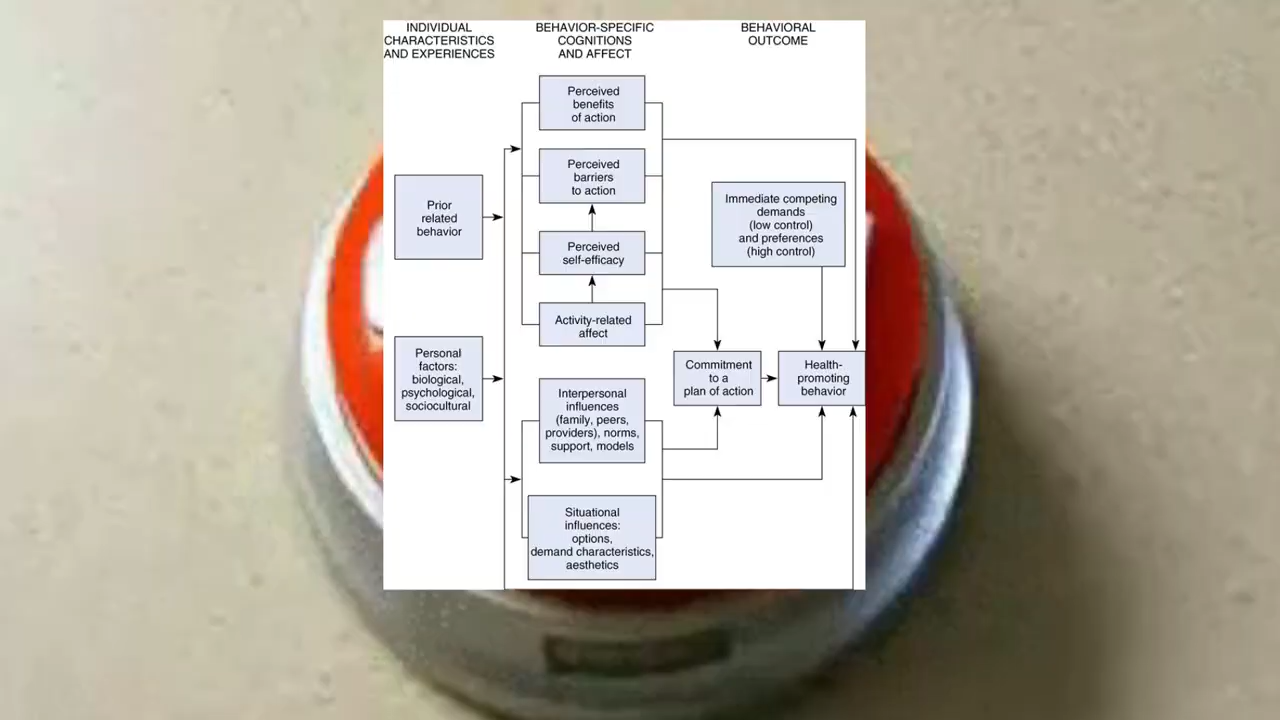 INDIVIDUAL
CHARACTERISTICS
AND EXPERIENCES
BEHAVIOR-SPECIFIC
COGNITIONS
AND AFFECT
BEHAVIORAL
OUTCOME
Perceived
benefits
of action
Perceived
barriers
to action
Prior
related
behavior
Immediate competing
demands
(low control)
and preferences
(high control)
Perceived
self-efficacy
Activity-related
affect
Personal
factors:
biological,
psychological,
sociocultural
Commitment
to a
plan of action
Health-
promoting
behavior
Interpersonal
influences
(family, peers,
providers), norms,
support, models
Situational
influences:
options,
demand characteristics,
aesthetics